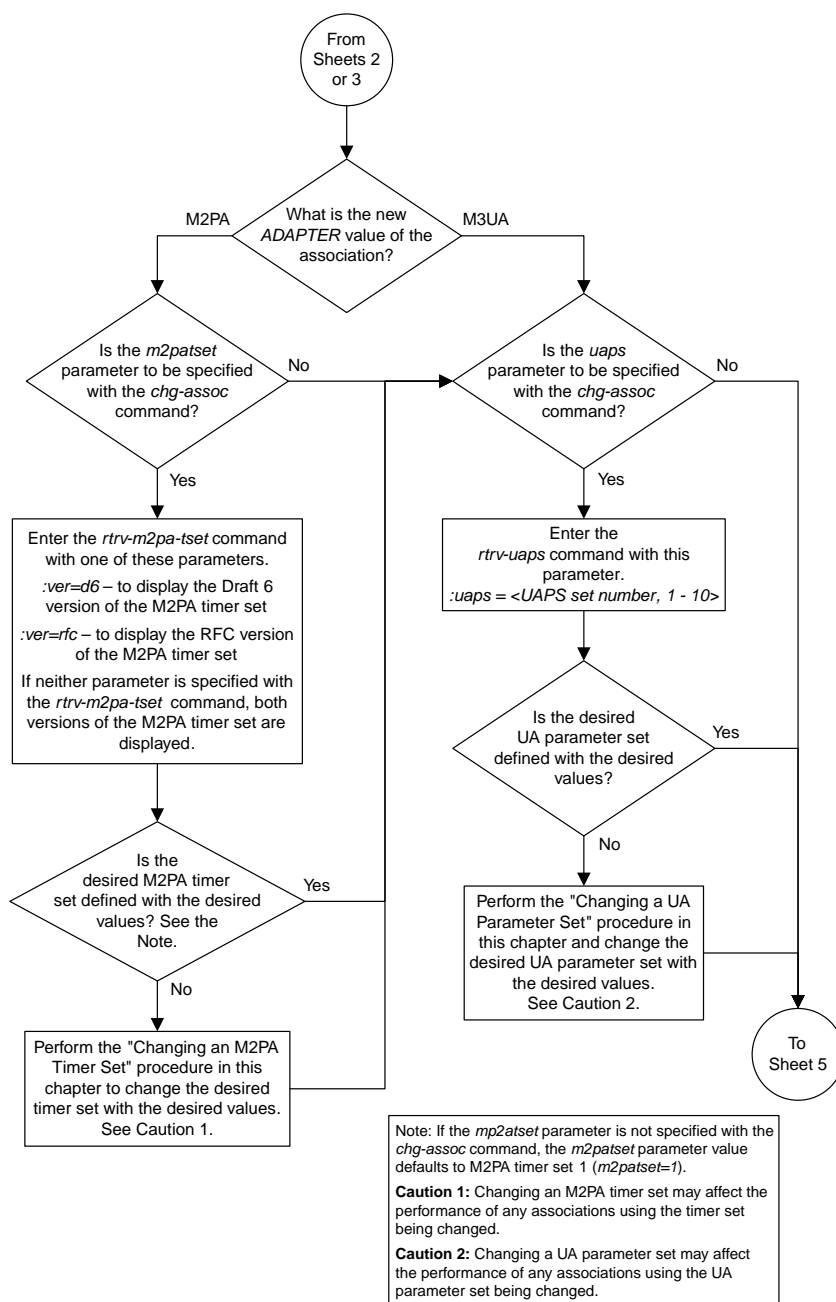 From
Sheets 2
or 3
What is the new
ADAPTER value of the
association?
M2PA
M3UA
Is the m2patset
parameter to be specified
with the chg-assoc
command?
No
Yes
Is the uaps
parameter to be specified
with the chg-assoc
command?
No
Yes
Enter the rtrv-m2pa-tset command
with one of these parameters.
:ver=d6 – to display the Draft 6
version of the M2PA timer set
:ver=rfc – to display the RFC version
of the M2PA timer set
If neither parameter is specified with
the rtrv-m2pa-tset command, both
versions of the M2PA timer set are
displayed.
Enter the
rtrv-uaps command with this
parameter.
:uaps = <UAPS set number, 1 - 10>
Is the desired
UA parameter set
defined with the desired
values?
Yes
No
Is the
desired M2PA timer
set defined with the desired
values? See the
Note.
Yes
No
Perform the "Changing a UA
Parameter Set" procedure in
this chapter and change the
desired UA parameter set with
the desired values.
See Caution 2.
Perform the "Changing an M2PA
Timer Set" procedure in this
chapter to change the desired
timer set with the desired values.
See Caution 1.
To
Sheet 5
Note: If the mp2atset parameter is not specified with the
chg-assoc command, the m2patset parameter value
defaults to M2PA timer set 1 (m2patset=1).
Caution 1: Changing an M2PA timer set may affect the
performance of any associations using the timer set
being changed.
Caution 2: Changing a UA parameter set may affect
the performance of any associations using the UA
parameter set being changed.